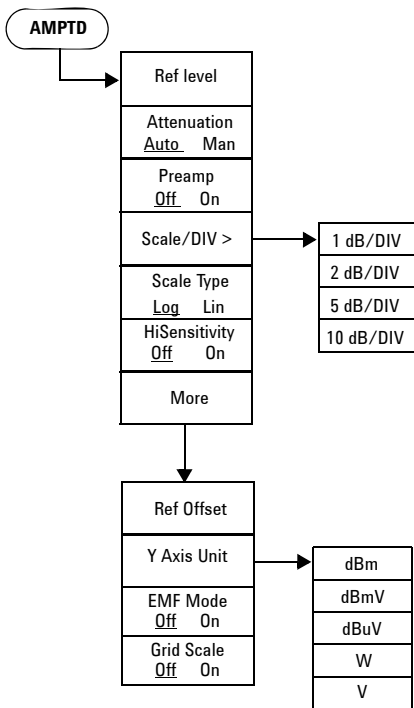 AMPTD
Ref level
Attenuation
Auto Man
Preamp
Off On
Scale/DIV >
1 dB/DIV
2 dB/DIV
5 dB/DIV
10 dB/DIV
Scale Type
Log Lin
HiSensitivity
Off On
More
Ref Offset
Y Axis Unit
dBm
dBmV
dBuV
W
V
EMF Mode
Off On
Grid Scale
Off On